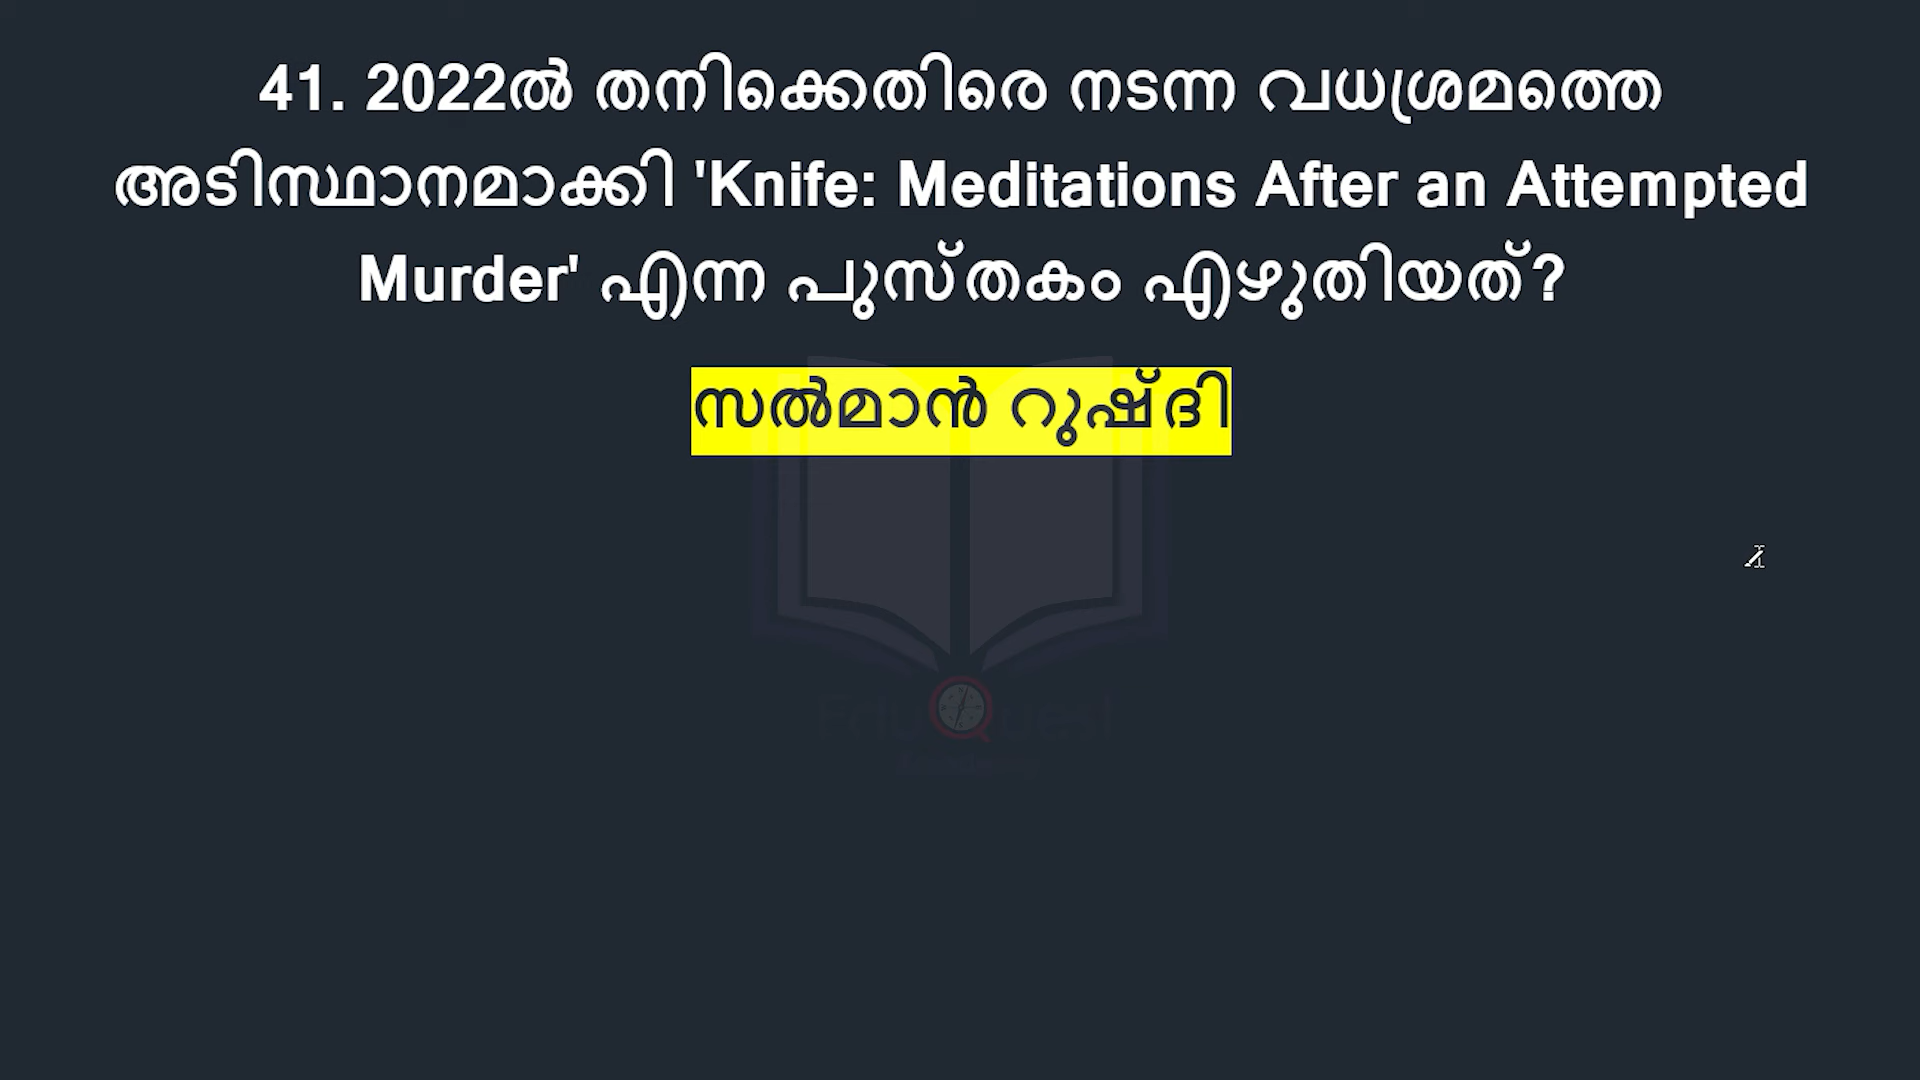 41. 2022ൽ തനിക്കെതിരെ നടന്ന വധശ്രമത്തെ
അടിസ്ഥാനമാക്കി 'Knife: Meditations After an Attempted
Murder' എന്ന പുസ്തകം എഴുതിയത്?
സൽമാൻ റുഷ്ദി
EduQuest